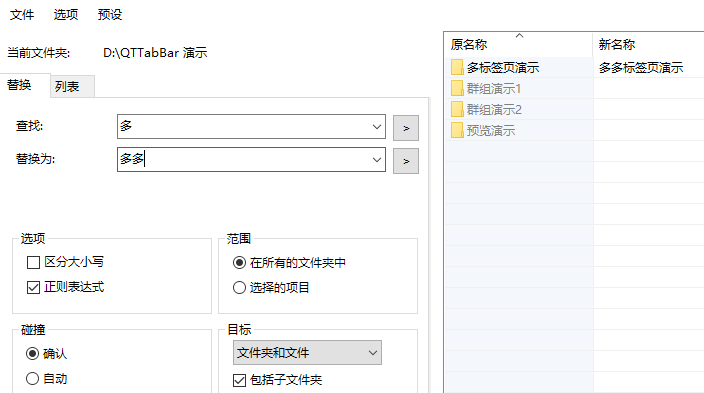 文件 选项 预设
当前文件夹: D:\QTTabBar 演示
替换 列表
查找: 多 >
替换为: 多多 >
选项
区分大小写
正则表达式
范围
在所有的文件夹中
选择的项目
碰撞
确认
自动
目标
文件夹和文件
包括子文件夹
原名称 新名称
多标签页演示 多多标签页演示
群组演示1
群组演示2
预览演示